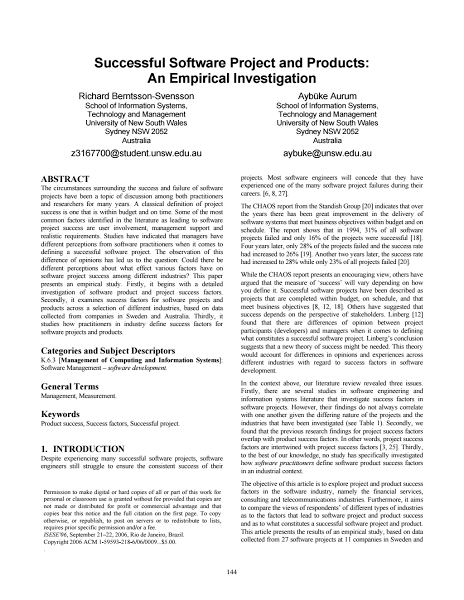 Successful Software Project and Products:
An Empirical Investigation
Richard Berntsson-Svensson
School of Information Systems,
Technology and Management
University of New South Wales
Sydney NSW 2052
Australia
z3167700@student.unsw.edu.au
Aybüke Aurum
School of Information Systems,
Technology and Management
University of New South Wales
Sydney NSW 2052
Australia
aybuke@unsw.edu.au
ABSTRACT
The circumstances surrounding the success and failure of software
projects have been a topic of discussion among both practitioners
and researchers for many years. A classical definition of project
success is one that is within budget and on time. Some of the most
common factors identified in the literature as leading to software
project success are user involvement, management support and
realistic requirements. Studies have indicated that managers have
different perceptions from software practitioners when it comes to
defining a successful software project. The observation of this
difference of opinions has led us to the question: Could there be
different perceptions about what effect various factors have on
software project success among different industries? This paper
presents an empirical study. Firstly, it begins with a detailed
investigation of software product and project success factors.
Secondly, it examines success factors for software projects and
products across a selection of different industries, based on data
collected from companies in Sweden and Australia. Thirdly, it
studies how practitioners in industry define success factors for
software projects and products.
Categories and Subject Descriptors
K.6.3 [Management of Computing and Information Systems]:
Software Management – software development.
General Terms
Management, Measurement.
Keywords
Product success, Success factors, Successful project.
1. INTRODUCTION
Despite experiencing many successful software projects, software
engineers still struggle to ensure the consistent success of their
Permission to make digital or hard copies of all or part of this work for
personal or classroom use is granted without fee provided that copies are
not made or distributed for profit or commercial advantage and that
copies bear this notice and the full citation on the first page. To copy
otherwise, or republish, to post on servers or to redistribute to lists,
requires prior specific permission and/or a fee.
ISESE'06, September 21–22, 2006, Rio de Janeiro, Brazil.
Copyright 2006 ACM 1-59593-218-6/06/0009...$5.00.
projects. Most software engineers will concede that they have
experienced one of the many software project failures during their
careers. [6, 8, 27].
The CHAOS report from the Standish Group [20] indicates that over
the years there has been great improvement in the delivery of
software systems that meet business objectives within budget and on
schedule. The report shows that in 1994, 31% of all software
projects failed and only 16% of the projects were successful [18].
Four years later, only 28% of the projects failed and the success rate
had increased to 26% [19]. Another two years later, the success rate
had increased to 28% while only 23% of all projects failed [20].
While the CHAOS report presents an encouraging view, others have
argued that the measure of 'success' will vary depending on how
you define it. Successful software projects have been described as
projects that are completed within budget, on schedule, and that
meet business objectives [8, 12, 18]. Others have suggested that
success depends on the perspective of stakeholders. Linberg [12]
found that there are differences of opinion between project
participants (developers) and managers when it comes to defining
what constitutes a successful software project. Linberg's conclusion
suggests that a new theory of success might be needed. This theory
would account for differences in opinions and experiences across
different industries with regard to success factors in software
development.
In the context above, our literature review revealed three issues.
Firstly, there are several studies in software engineering and
information systems literature that investigate success factors in
software projects. However, their findings do not always correlate
with one another given the differing nature of the projects and the
industries that have been investigated (see Table 1). Secondly, we
found that the previous research findings for project success factors
overlap with product success factors. In other words, project success
factors are intertwined with project success factors [3, 25]. Thirdly,
to the best of our knowledge, no study has specifically investigated
how software practitioners define software product success factors
in an industrial context.
The objective of this article is to explore project and product success
factors in the software industry, namely the financial services,
consulting and telecommunications industries. Furthermore, it aims
to compare the views of respondents' of different types of industries
as to the factors that lead to software project and product success
and as to what constitutes a successful software project and product.
This article presents the results of an empirical study, based on data
collected from 27 software projects at 11 companies in Sweden and
144